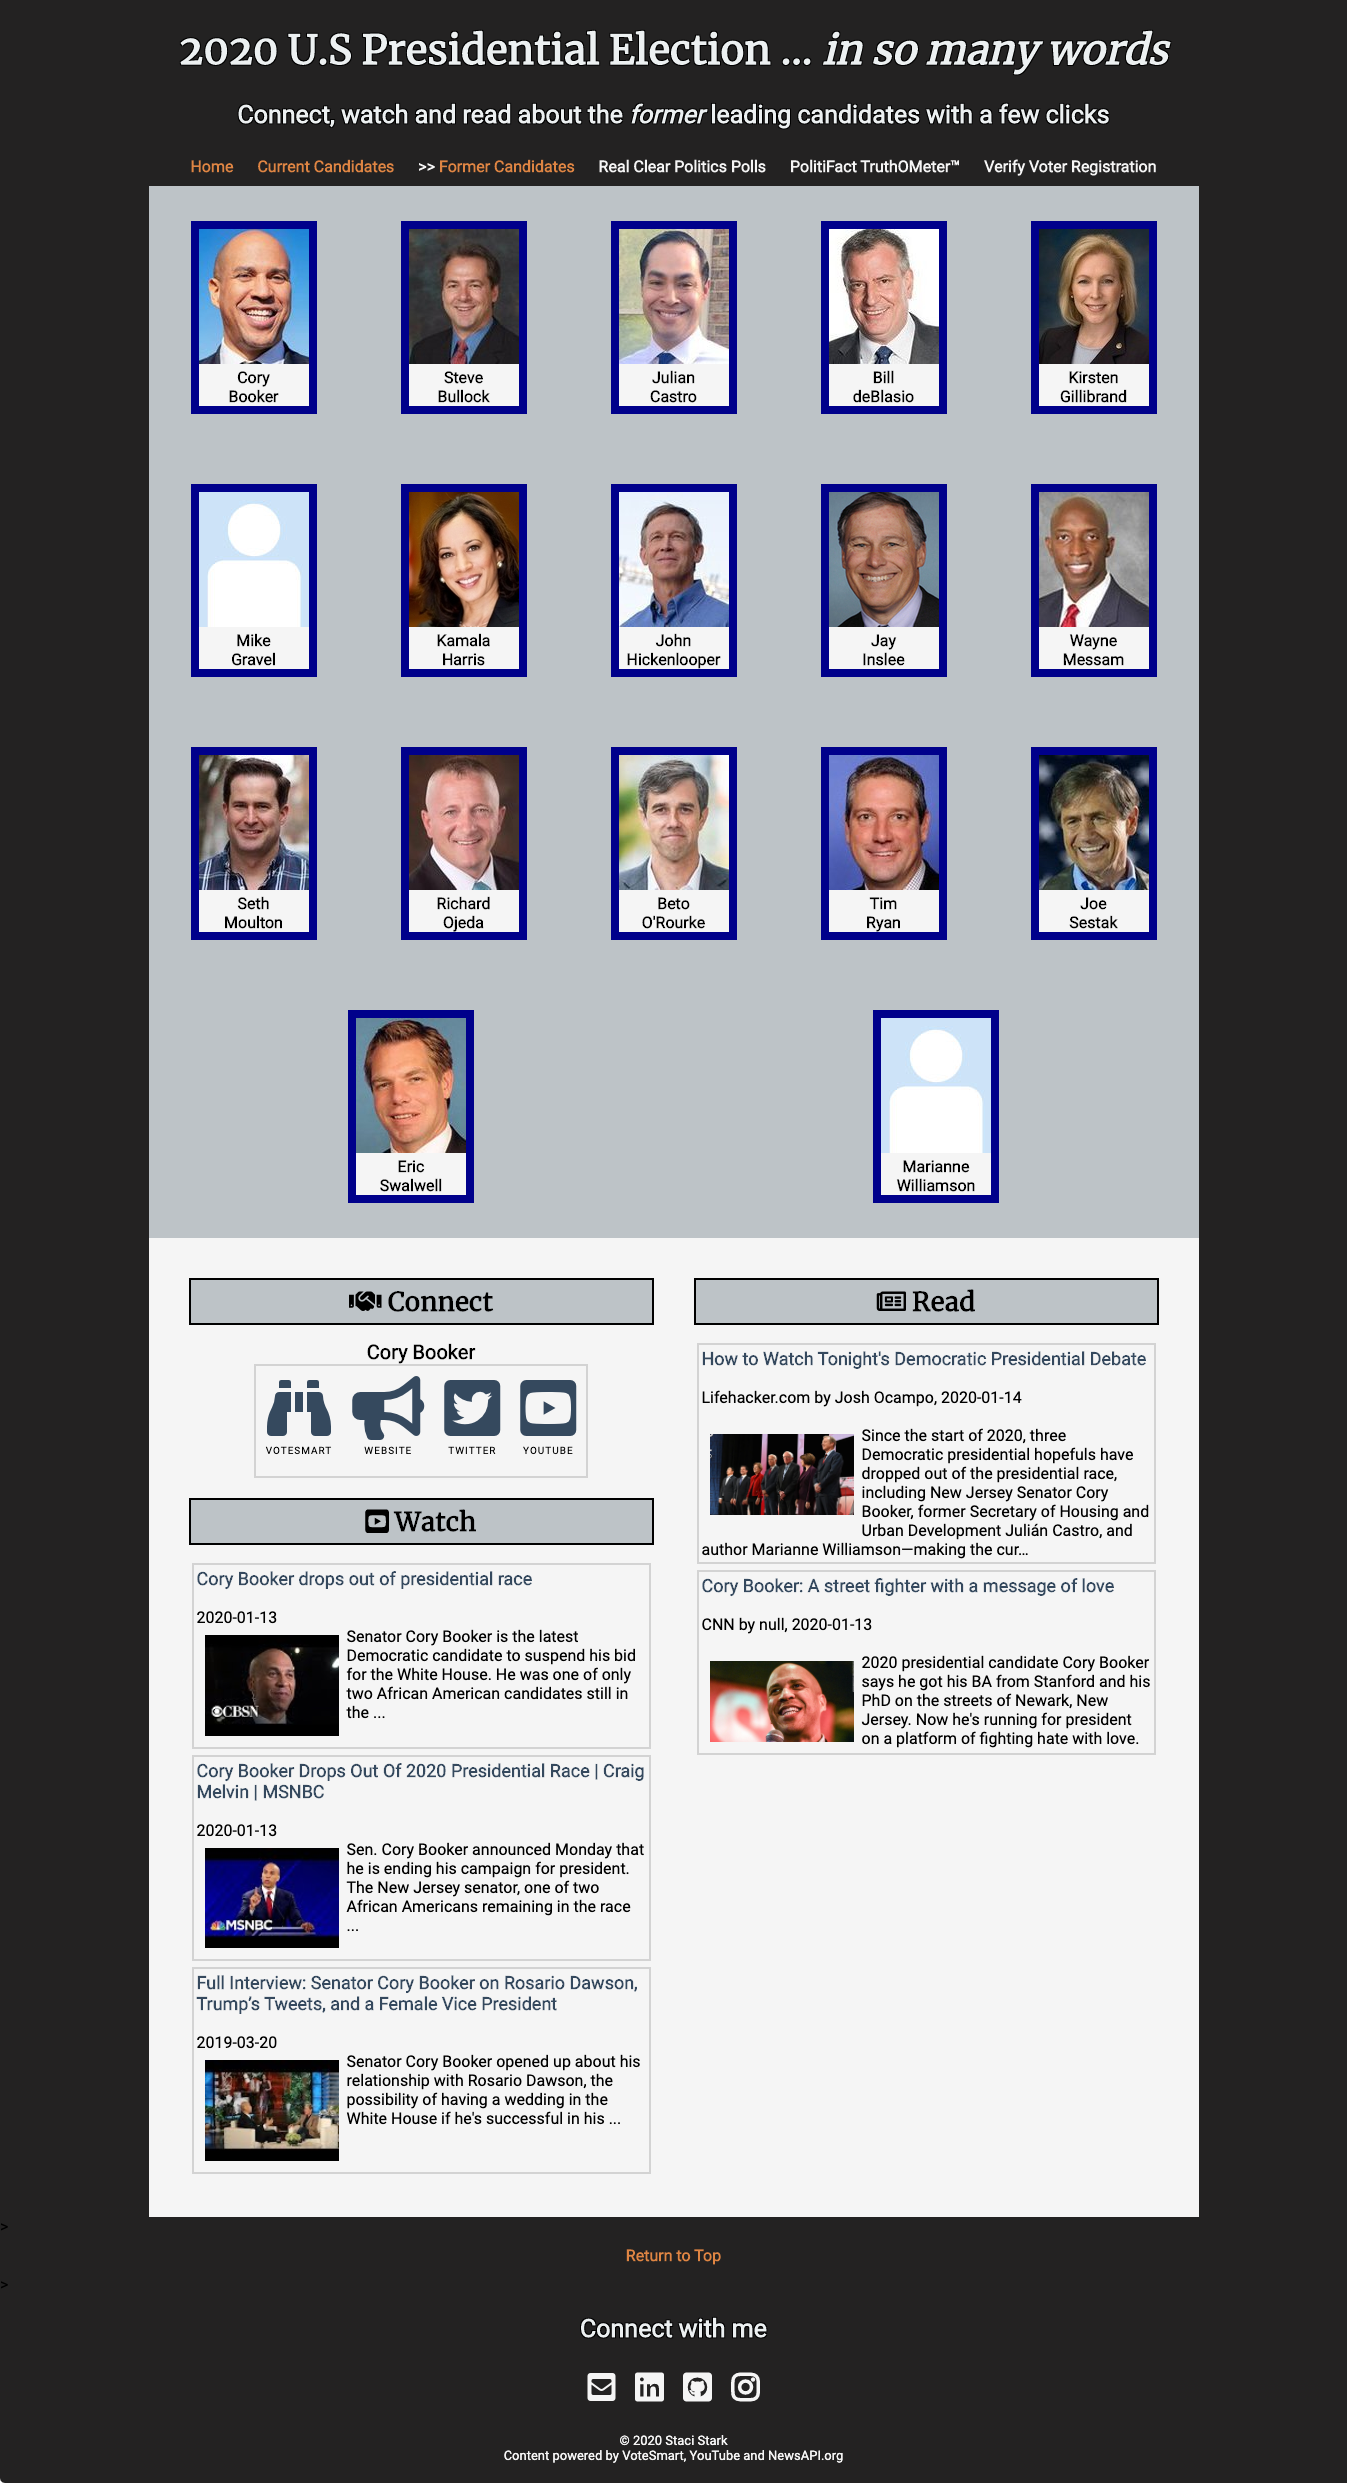 2020 U.S Presidential Election ... in so many words
Connect, watch and read about the former leading candidates with a few clicks
Home Current Candidates >> Former Candidates Real Clear Politics Polls PolitiFact TruthOMeter™ Verify Voter Registration
Cory
Booker
Steve
Bullock
Julian
Castro
Bill
deBlasio
Kirsten
Gillibrand
Mike
Gravel
Kamala
Harris
John
Hickenlooper
Jay
Inslee
Wayne
Messam
Seth
Moulton
Richard
Ojeda
Beto
O'Rourke
Tim
Ryan
Joe
Sestak
Eric
Swalwell
Marianne
Williamson
Connect
Cory Booker
VOTESMART WEBSITE TWITTER YOUTUBE
Watch
Cory Booker drops out of presidential race
2020-01-13
Senator Cory Booker is the latest
Democratic candidate to suspend his bid
for the White House. He was one of only
two African American candidates still in
the ...
CBSN
Cory Booker Drops Out Of 2020 Presidential Race | Craig
Melvin | MSNBC
2020-01-13
Sen. Cory Booker announced Monday that
he is ending his campaign for president.
The New Jersey senator, one of two
African Americans remaining in the race
...
MSNBC
Full Interview: Senator Cory Booker on Rosario Dawson,
Trump's Tweets, and a Female Vice President
2019-03-20
Senator Cory Booker opened up about his
relationship with Rosario Dawson, the
possibility of having a wedding in the
White House if he's successful in his ...
Read
How to Watch Tonight's Democratic Presidential Debate
Lifehacker.com by Josh Ocampo, 2020-01-14
Since the start of 2020, three
Democratic presidential hopefuls have
dropped out of the presidential race,
including New Jersey Senator Cory
Booker, former Secretary of Housing and
Urban Development Julián Castro, and
author Marianne Williamson—making the cur…
Cory Booker: A street fighter with a message of love
CNN by null, 2020-01-13
2020 presidential candidate Cory Booker
says he got his BA from Stanford and his
PhD on the streets of Newark, New
Jersey. Now he's running for president
on a platform of fighting hate with love.
>
Return to Top
>
Connect with me
© 2020 Staci Stark
Content powered by VoteSmart, YouTube and NewsAPI.org